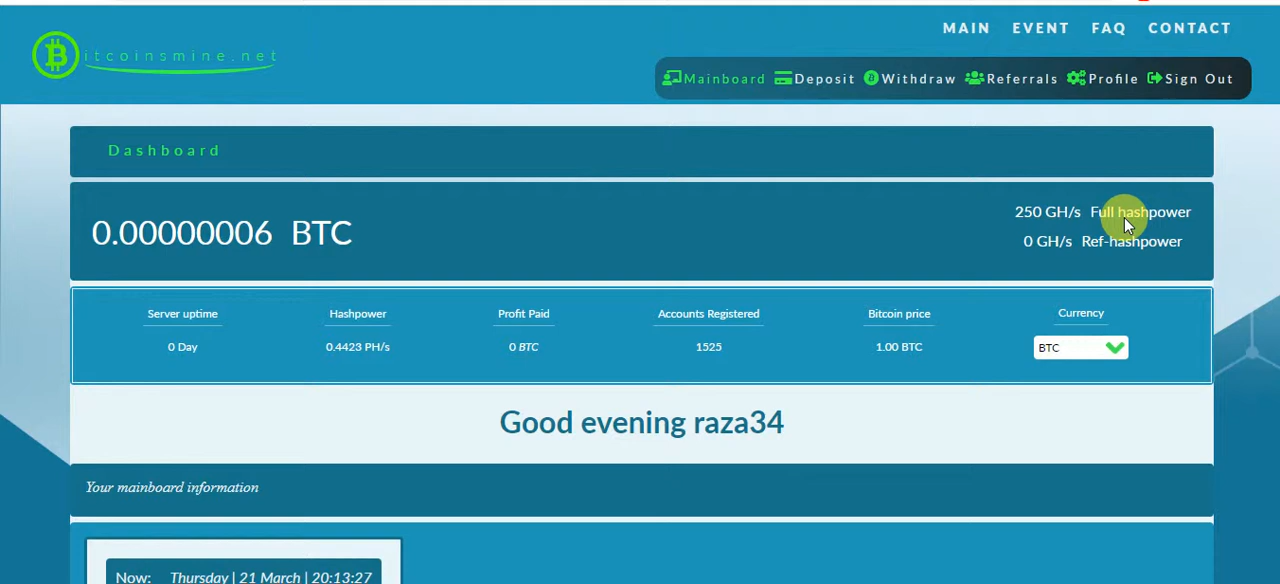 itcoinsmine.net
MAIN EVENT FAQ CONTACT
Mainboard Deposit Withdraw Referrals Profile Sign Out
Dashboard
0.00000006 BTC
250 GH/s Full hashpower
0 GH/s Ref-hashpower
Server uptime Hashpower Profit Paid Accounts Registered Bitcoin price Currency
0 Day 0.4423 PH/s 0 BTC 1525 1.00 BTC BTC
Good evening raza34
Your mainboard information
Now: Thursday | 21 March | 20:13:27